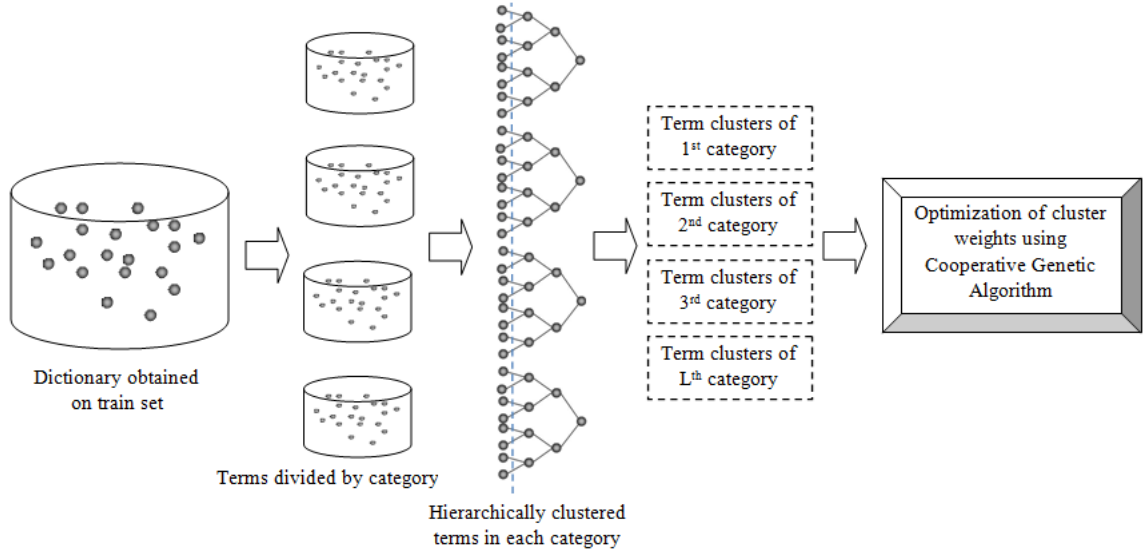 Dictionary obtained
on train set
Terms divided by category
Hierarchically clustered
terms in each category
Term clusters of
1st category
Term clusters of
2nd category
Term clusters of
3rd category
Term clusters of
Lth category
Optimization of cluster
weights using
Cooperative Genetic
Algorithm